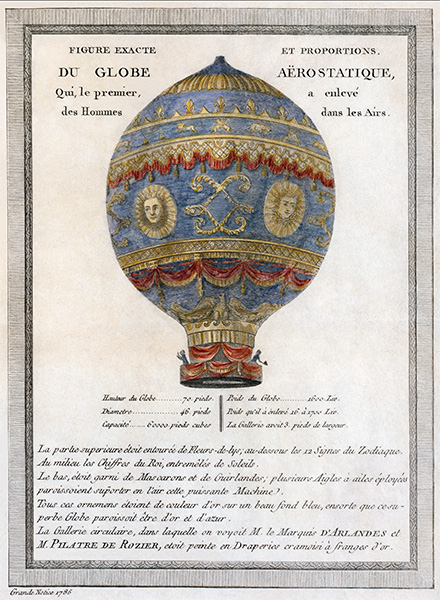 FIGURE EXACTE ET PROPORTIONS.
DU GLOBE AËROSTATIQUE,
Qui, le premier, a enlevé
des Hommes dans les Airs.
Hauteur du Globe..........70 pieds
Diametre................46 pieds
Capacité.......60000 pieds cubes
Poids du Globe..........1600 Liv.
Poids qu'il à enlevé 16 à 1700 Liv.
La Gallerie avoit 3. pieds de largeur.
La partie superieure étoit entourée de Fleurs-de-lys, au-dessous les 12 Signes du Zodiaque.
Au milieu les Chiffres du Roi, entremêlés de Soleils.
Le bas, étoit garni de Mascarons et de Guirlandes; plusieurs Aigles à ailes éployées
paroissoient suporter en l'air cette puissante Machine.
Tous ces ornemens étoient de couleur d'or sur un beau fond bleu, ensorte que ce su-
perbe Globe paroissoit être d'or et d'azur.
La Gallerie circulaire, dans laquelle on voyoit M. le Marquis D'ARLANDES et
M. PILATRE DE ROZIER, etoit peinte en Draperies cramoisi à franges d'or.
Grande Notice 1786